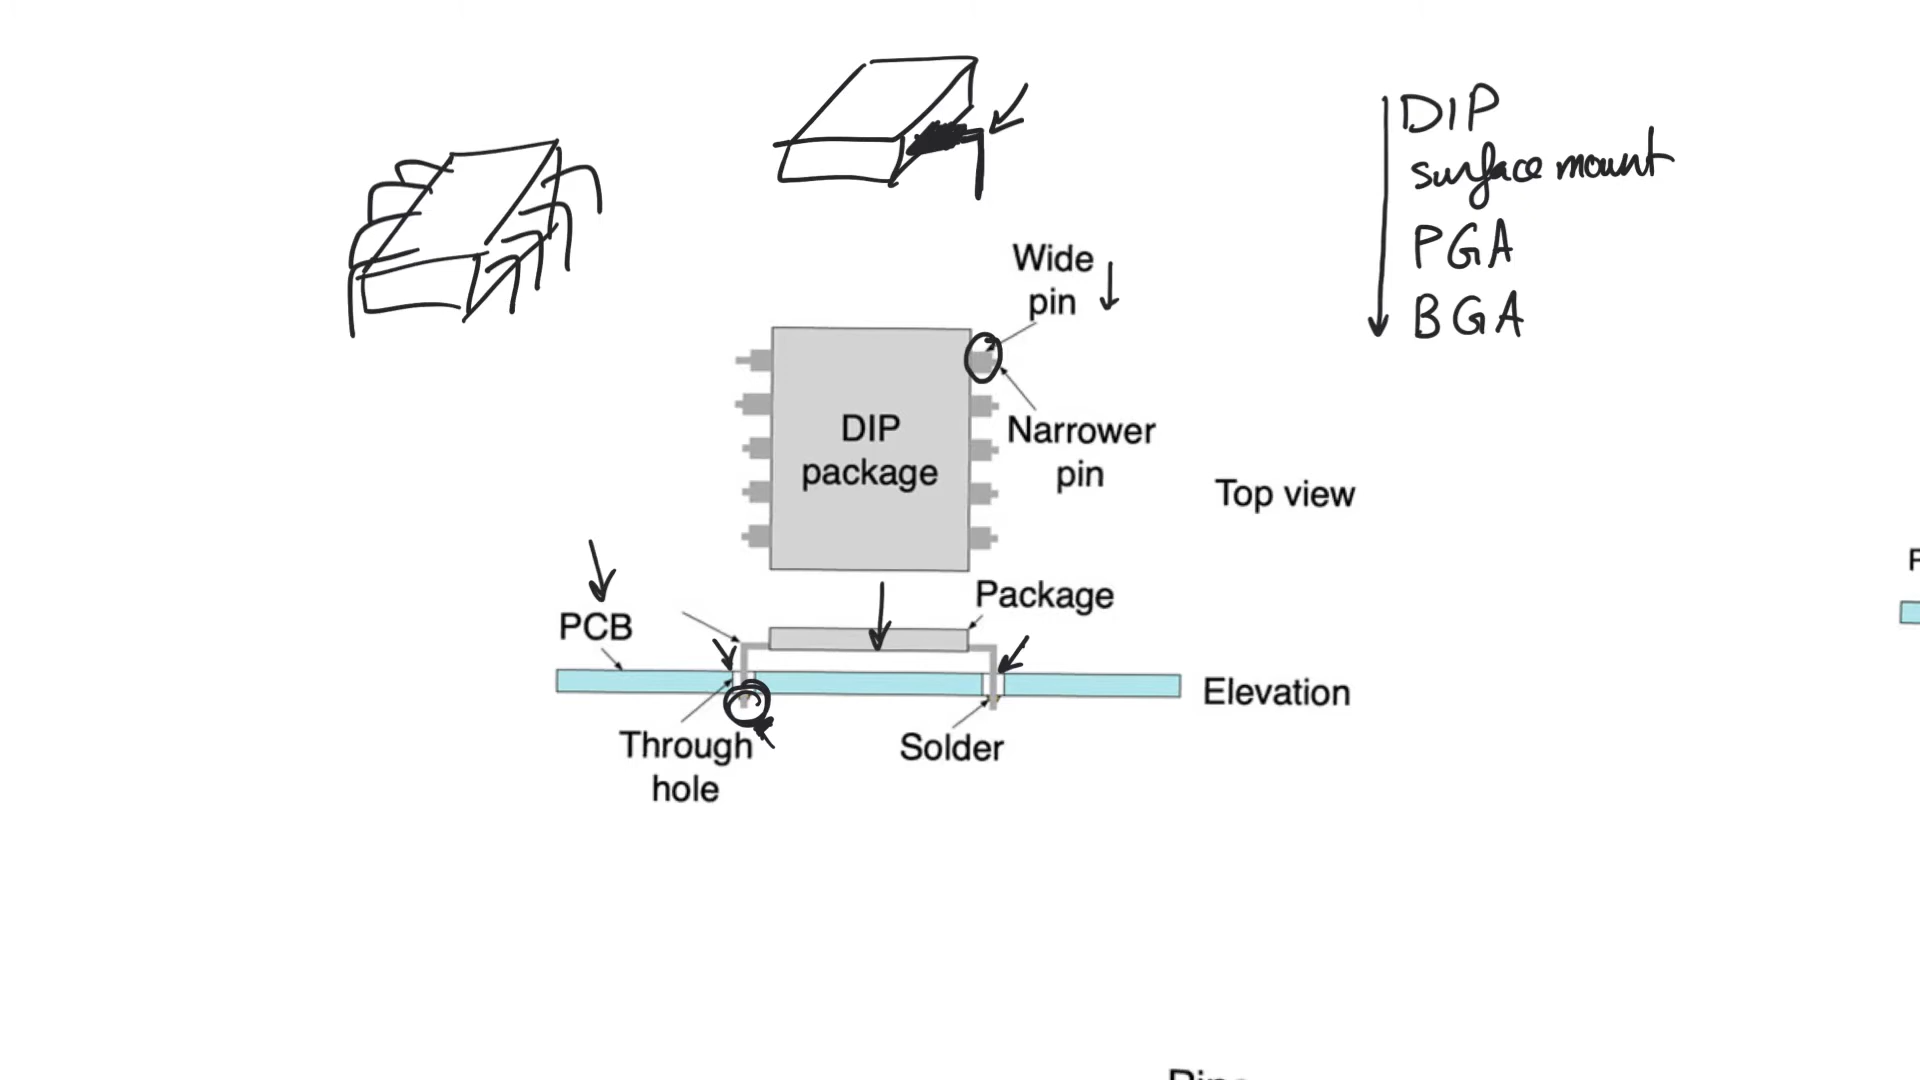 DIP
surface mount
PGA
BGA
Wide
pin
DIP
package
Narrower
pin
Top view
Package
PCB
Elevation
Through
hole
Solder